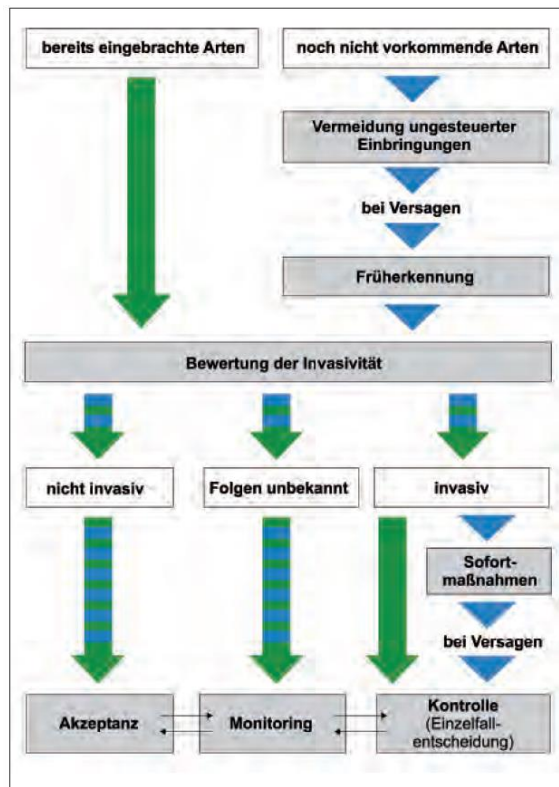 bereits eingebrachte Arten
noch nicht vorkommende Arten
Vermeidung ungesteuerter
Einbringungen
bei Versagen
Früherkennung
Bewertung der Invasivität
nicht invasiv
Folgen unbekannt
invasiv
Sofort-
maßnahmen
bei Versagen
Akzeptanz
Monitoring
Kontrolle
(Einzelfall-
entscheidung)